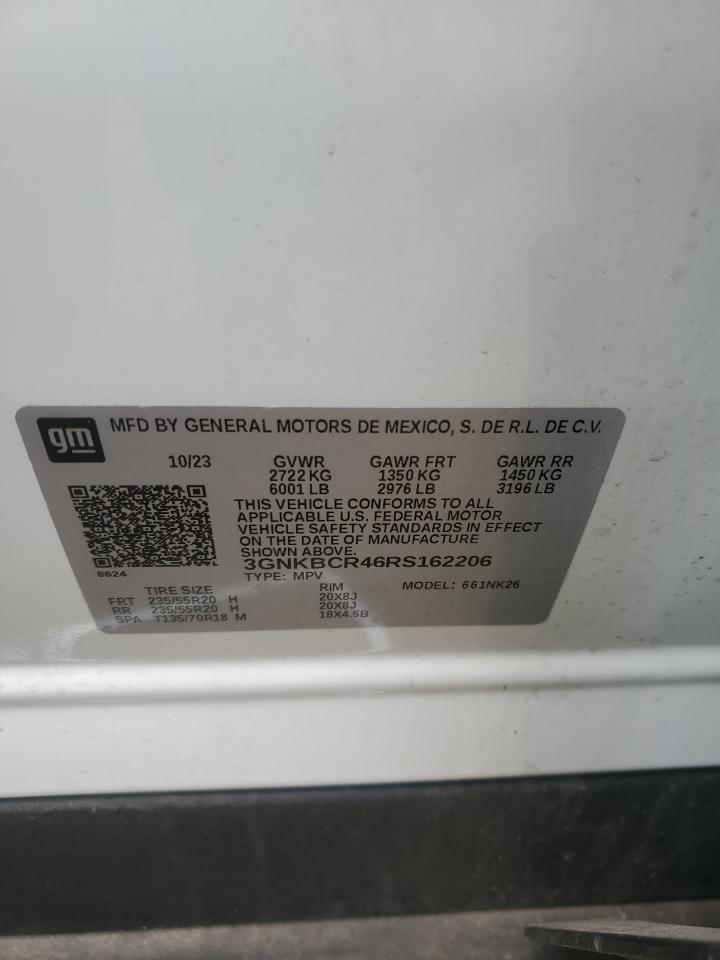 gm
MFD BY GENERAL MOTORS DE MEXICO, S. DE R.L. DE C.V.
10/23 GVWR GAWR FRT GAWR RR
2722 KG 1350 KG 1450 KG
6001 LB 2976 LB 3196 LB
THIS VEHICLE CONFORMS TO ALL
APPLICABLE U.S. FEDERAL MOTOR
VEHICLE SAFETY STANDARDS IN EFFECT
ON THE DATE OF MANUFACTURE
SHOWN ABOVE.
3GNKBCR46RS162206
8624
TYPE: MPV MODEL: 661NK26
TIRE SIZE RIM
FRT 235/55R20 H 20X8J
RR 235/55R20 H 20X8J
SPA T135/70R18 M 18X4.5B